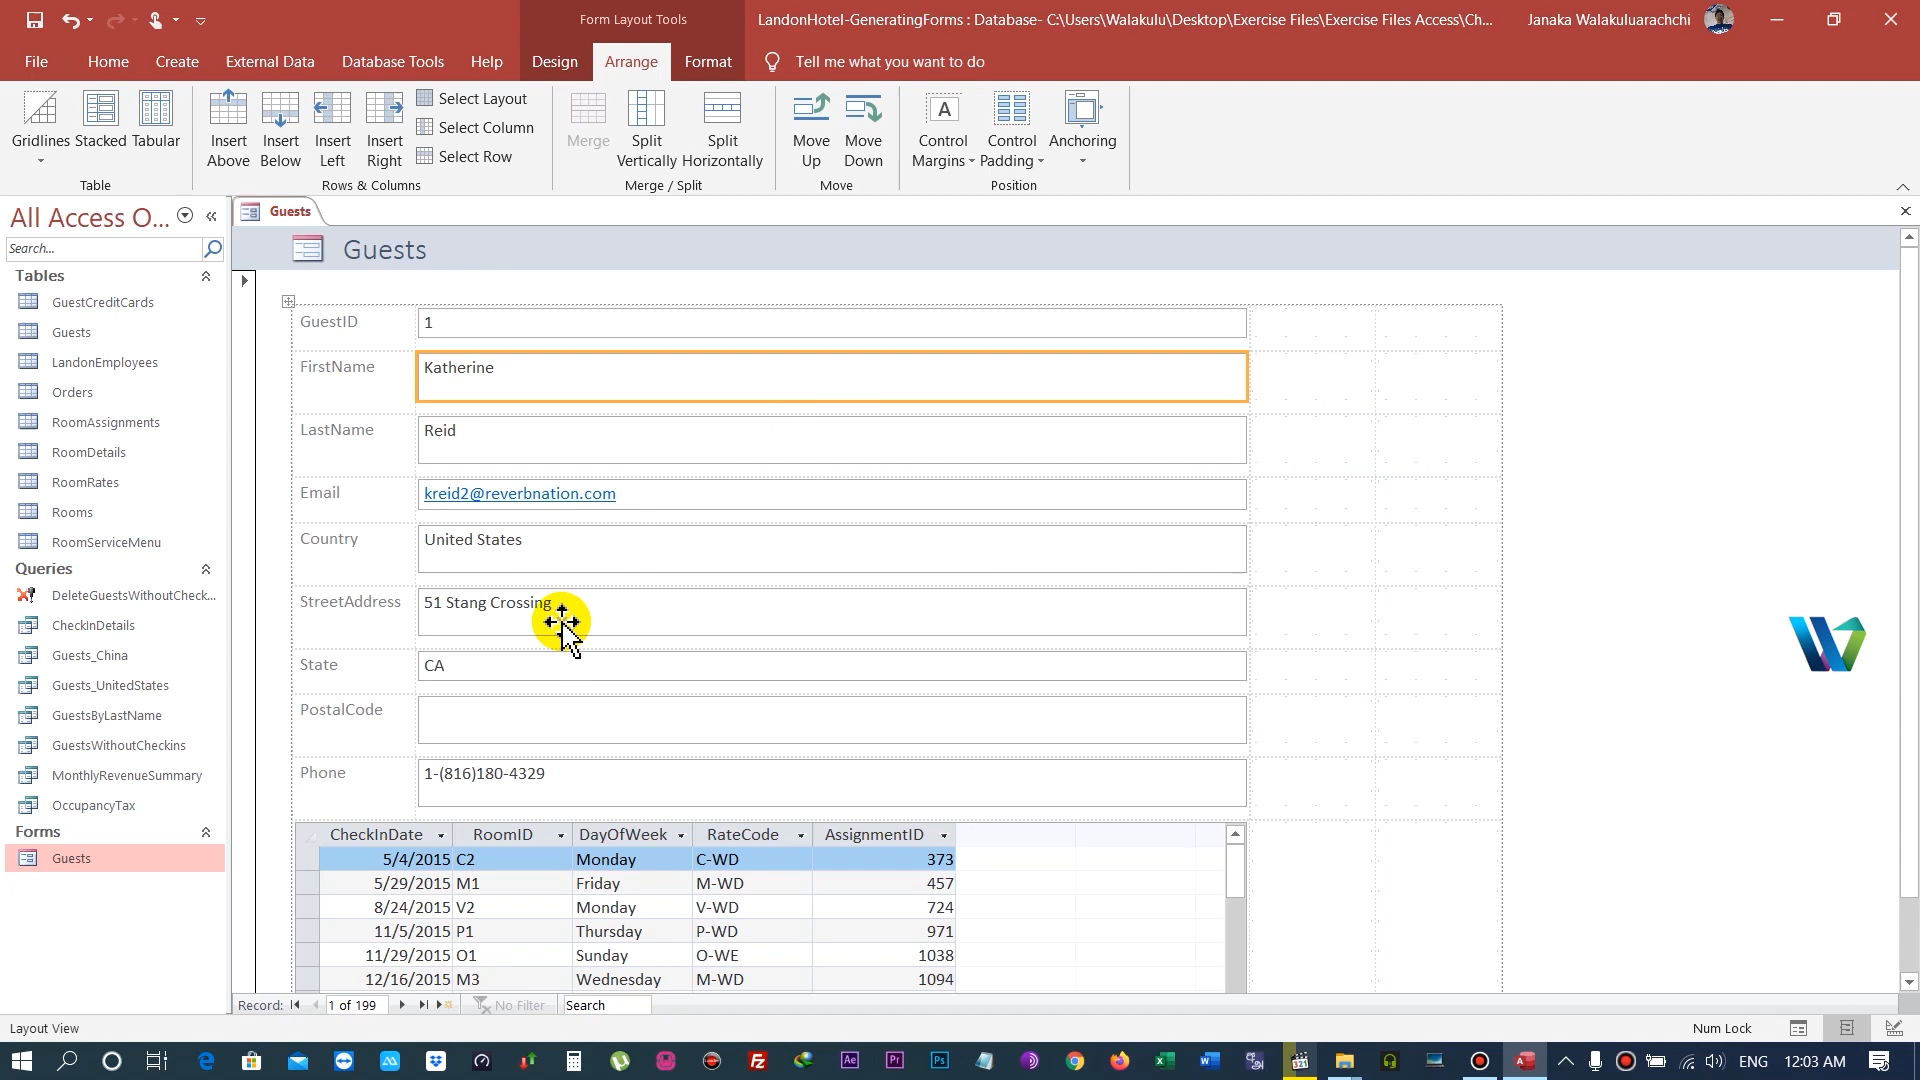 Form Layout Tools
LandonHotel-GeneratingForms : Database- C:\Users\Walakulu\Desktop\Exercise Files\Exercise Files Access\Ch...
Janaka Walakuluarachchi
File Home Create External Data Database Tools Help Design Arrange Format Tell me what you want to do
Gridlines Stacked Tabular
Table
Insert Above
Insert Below
Insert Left
Insert Right
Select Layout
Select Column
Select Row
Rows & Columns
Merge
Split Vertically
Split Horizontally
Merge / Split
Move Up
Move Down
Move
Control Margins
Control Padding
Anchoring
Position
All Access O...
Search...
Tables
GuestCreditCards
Guests
LandonEmployees
Orders
RoomAssignments
RoomDetails
RoomRates
Rooms
RoomServiceMenu
Queries
DeleteGuestsWithoutCheck...
CheckInDetails
Guests_China
Guests_UnitedStates
GuestsByLastName
GuestsWithoutCheckins
MonthlyRevenueSummary
OccupancyTax
Forms
Guests
Guests
Guests
GuestID 1
FirstName Katherine
LastName Reid
Email kreid2@reverbnation.com
Country United States
StreetAddress 51 Stang Crossing
State CA
PostalCode
Phone 1-(816)180-4329
CheckInDate RoomID DayOfWeek RateCode AssignmentID
5/4/2015 C2 Monday C-WD 373
5/29/2015 M1 Friday M-WD 457
8/24/2015 V2 Monday V-WD 724
11/5/2015 P1 Thursday P-WD 971
11/29/2015 O1 Sunday O-WE 1038
12/16/2015 M3 Wednesday M-WD 1094
Record: 1 of 199 No Filter Search
Layout View
Num Lock
Ae Pr Ps
321
ENG 12:03 AM